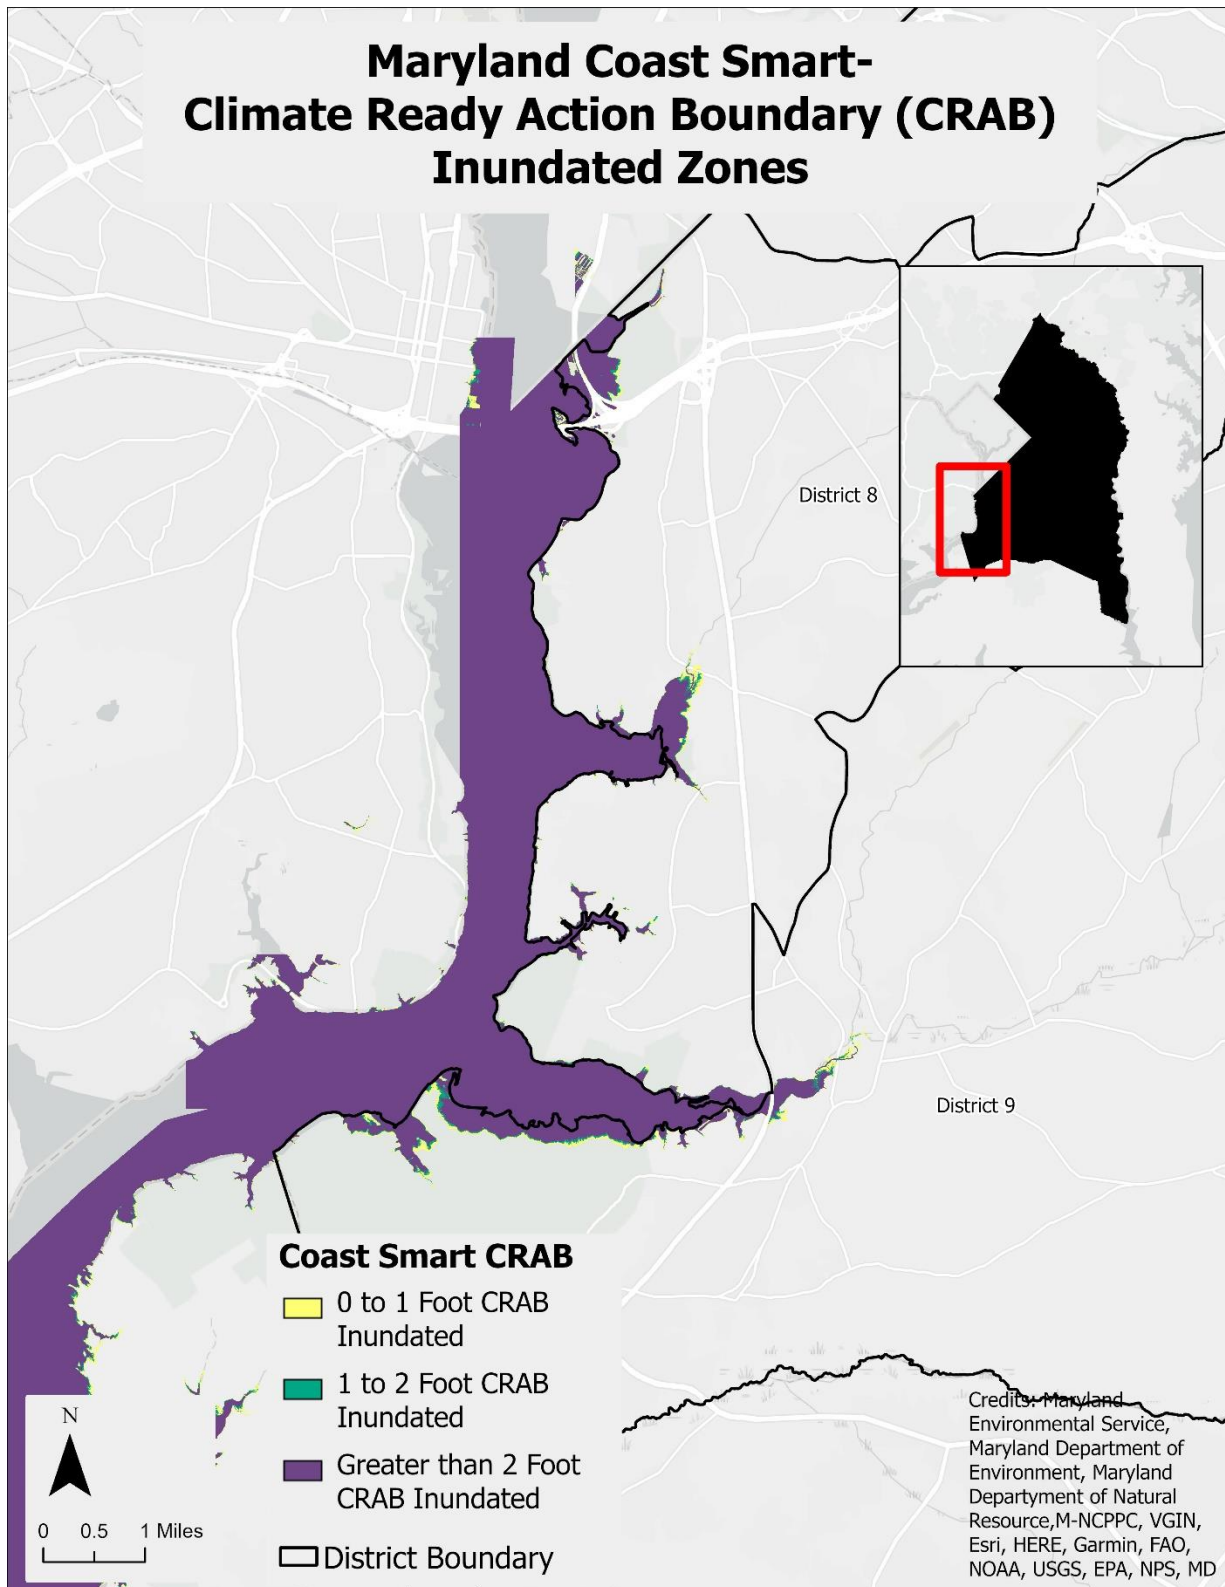 Maryland Coast Smart-
Climate Ready Action Boundary (CRAB)
Inundated Zones
District 8
District 9
Coast Smart CRAB
0 to 1 Foot CRAB
Inundated
1 to 2 Foot CRAB
Inundated
Greater than 2 Foot
CRAB Inundated
District Boundary
N
0 0.5 1 Miles
Credits: Maryland
Environmental Service,
Maryland Department of
Environment, Maryland
Departyment of Natural
Resource,M-NCPPC, VGIN,
Esri, HERE, Garmin, FAO,
NOAA, USGS, EPA, NPS, MD